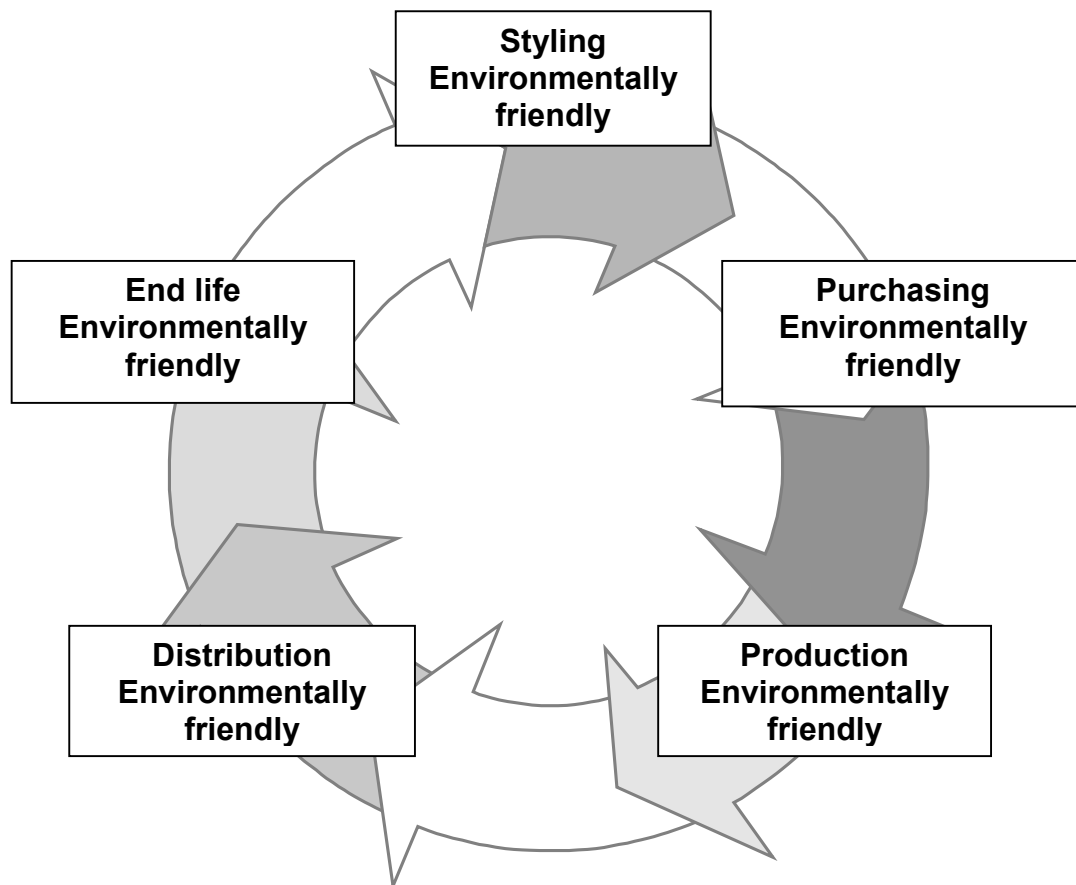 Styling
Environmentally
friendly
End life
Environmentally
friendly
Purchasing
Environmentally
friendly
Distribution
Environmentally
friendly
Production
Environmentally
friendly